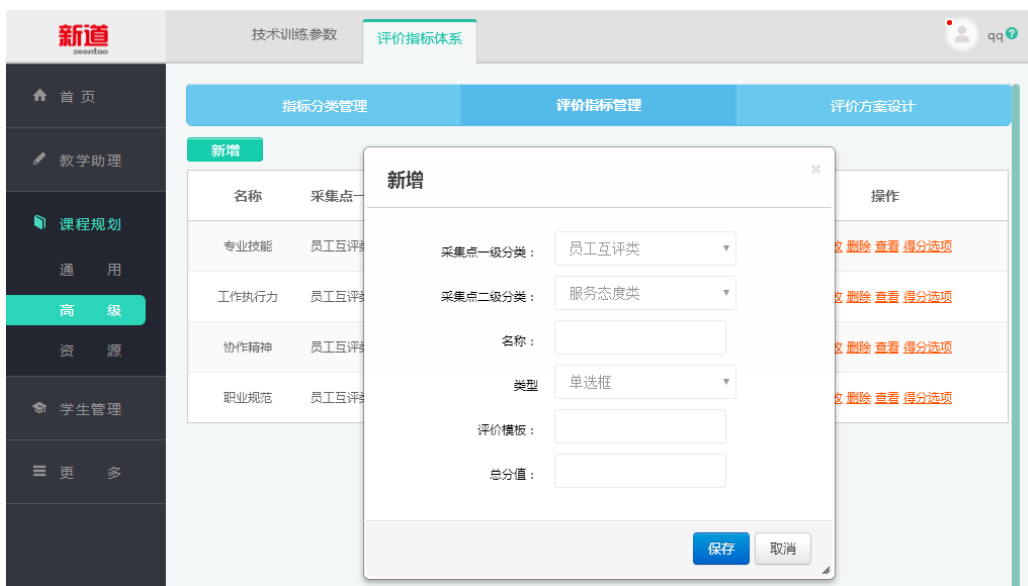 新道
seentao
技术训练参数
评价指标体系
qq
首 页
教学助理
课程规划
通 用
高 级
资 源
学生管理
更 多
指标分类管理
评价指标管理
评价方案设计
新增
名称
采集点一
操作
专业技能
员工互评类
删除 查看 得分选项
工作执行力
员工互评类
删除 查看 得分选项
协作精神
员工互评类
删除 查看 得分选项
职业规范
员工互评类
删除 查看 得分选项
新增
×
采集点一级分类：
员工互评类
采集点二级分类：
服务态度类
名称：
类型
单选框
评价模板：
总分值：
保存
取消